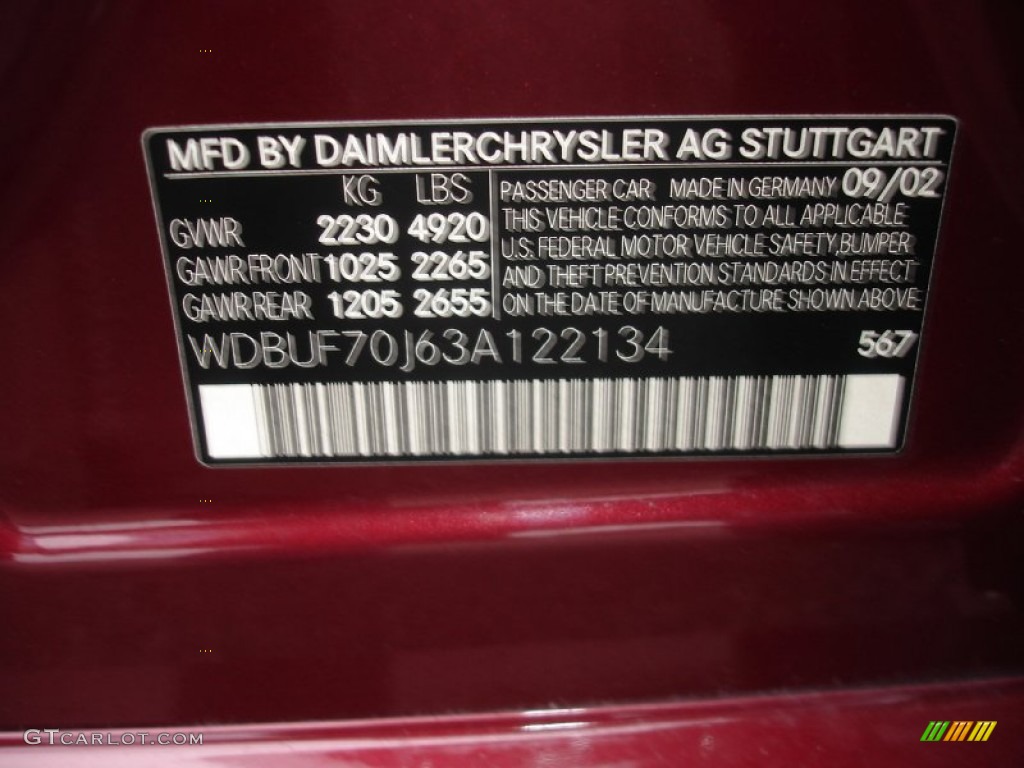 MFD BY DAIMLERCHRYSLER AG STUTTGART
KG LBS
GVWR 2230 4920
GAWR FRONT 1025 2265
GAWR REAR 1205 2655
PASSENGER CAR MADE IN GERMANY 09/02
THIS VEHICLE CONFORMS TO ALL APPLICABLE
U.S. FEDERAL MOTOR VEHICLE SAFETY, BUMPER
AND THEFT PREVENTION STANDARDS IN EFFECT
ON THE DATE OF MANUFACTURE SHOWN ABOVE
WDBUF70J63A122134 567
GTCARLOT.COM